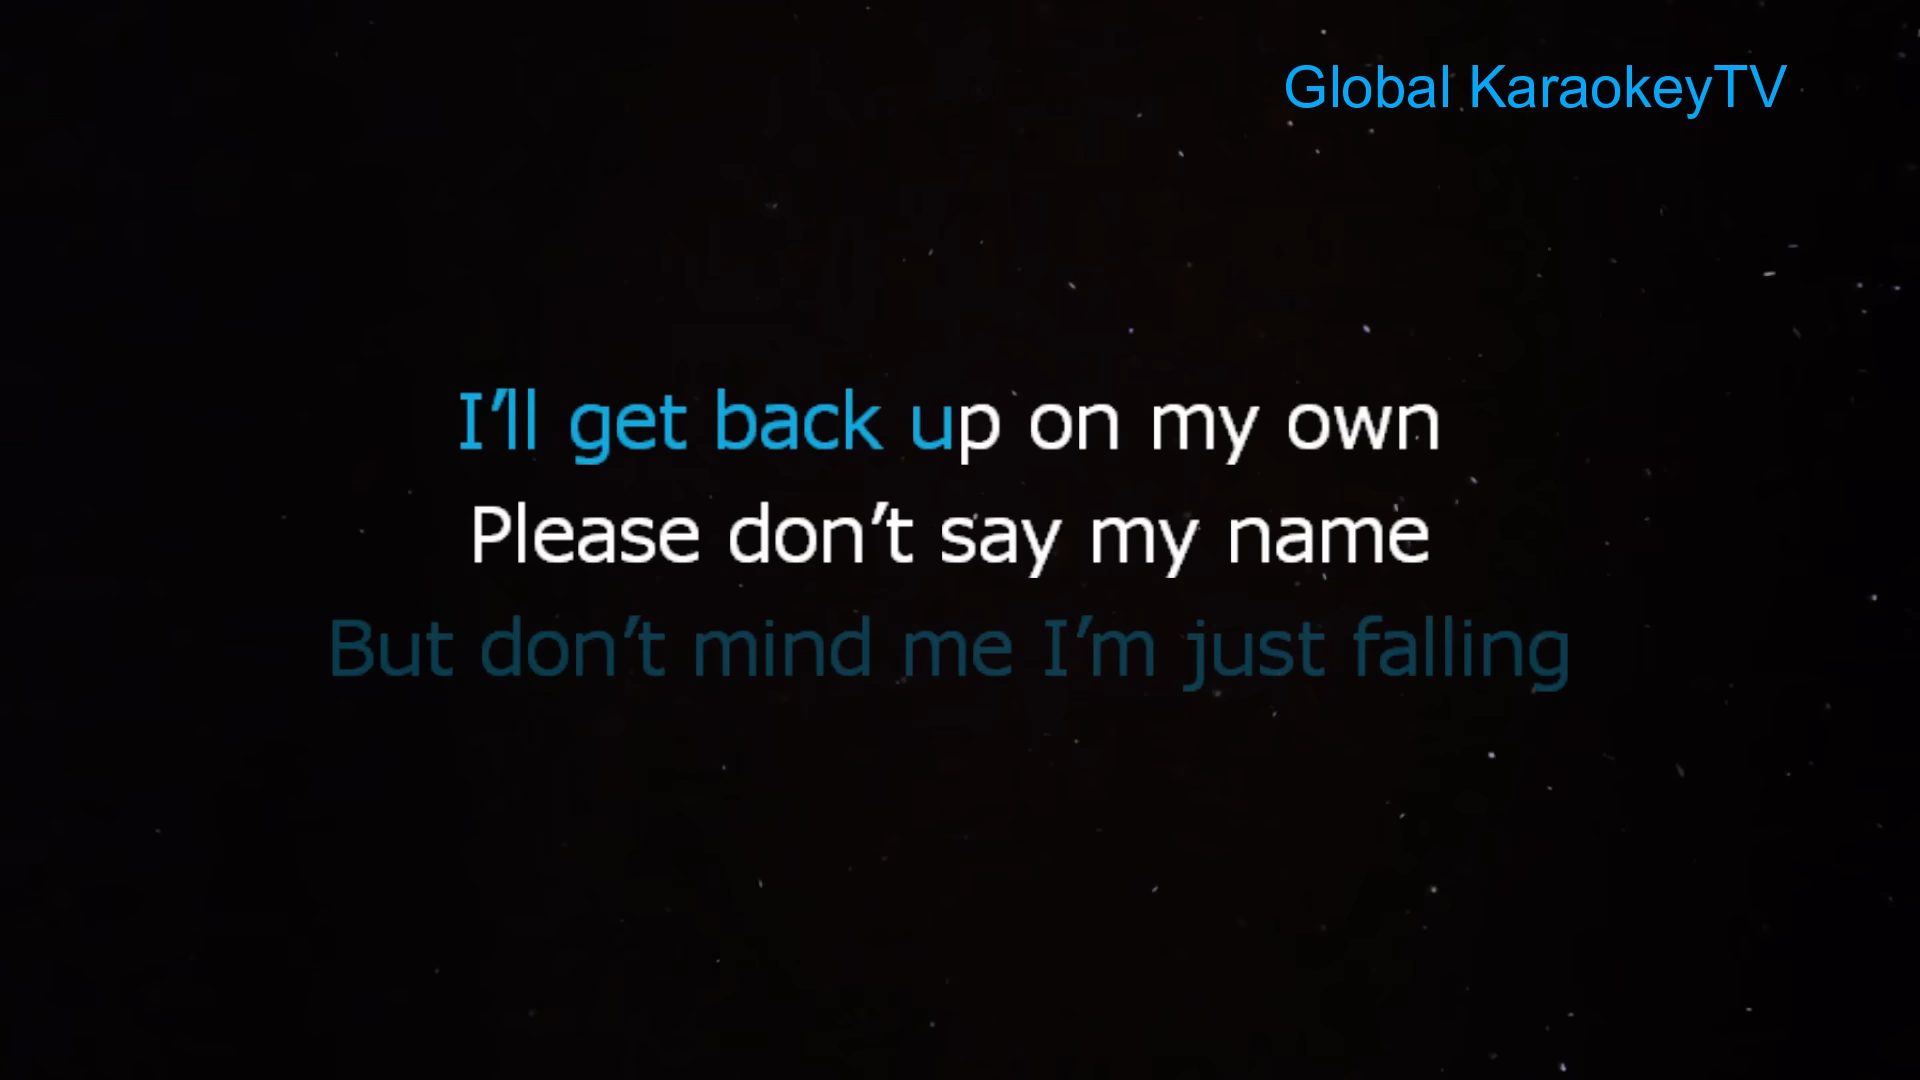 Global KaraokeyTV
I’ll get back up on my own
Please don’t say my name
But don’t mind me I’m just falling